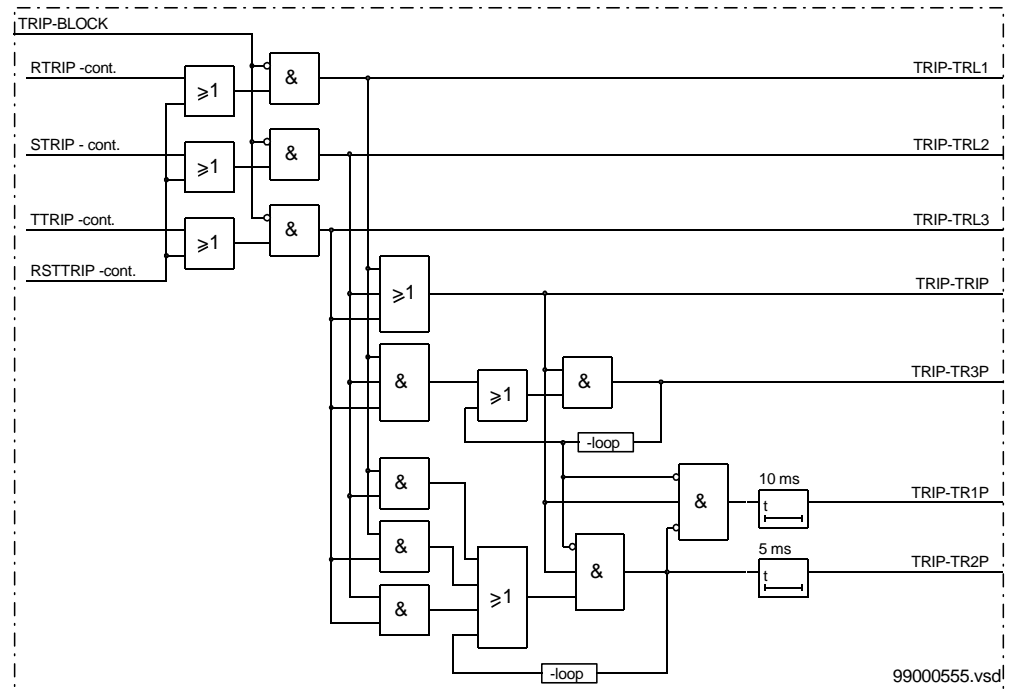 TRIP-BLOCK
RTRIP -cont.
≥1
&
TRIP-TRL1
STRIP - cont.
≥1
&
TRIP-TRL2
TTRIP -cont.
≥1
&
TRIP-TRL3
RSTTRIP -cont.
≥1
TRIP-TRIP
&
≥1
&
TRIP-TR3P
-loop
&
&
10 ms
t
TRIP-TR1P
&
&
5 ms
t
TRIP-TR2P
&
≥1
-loop
99000555.vsd